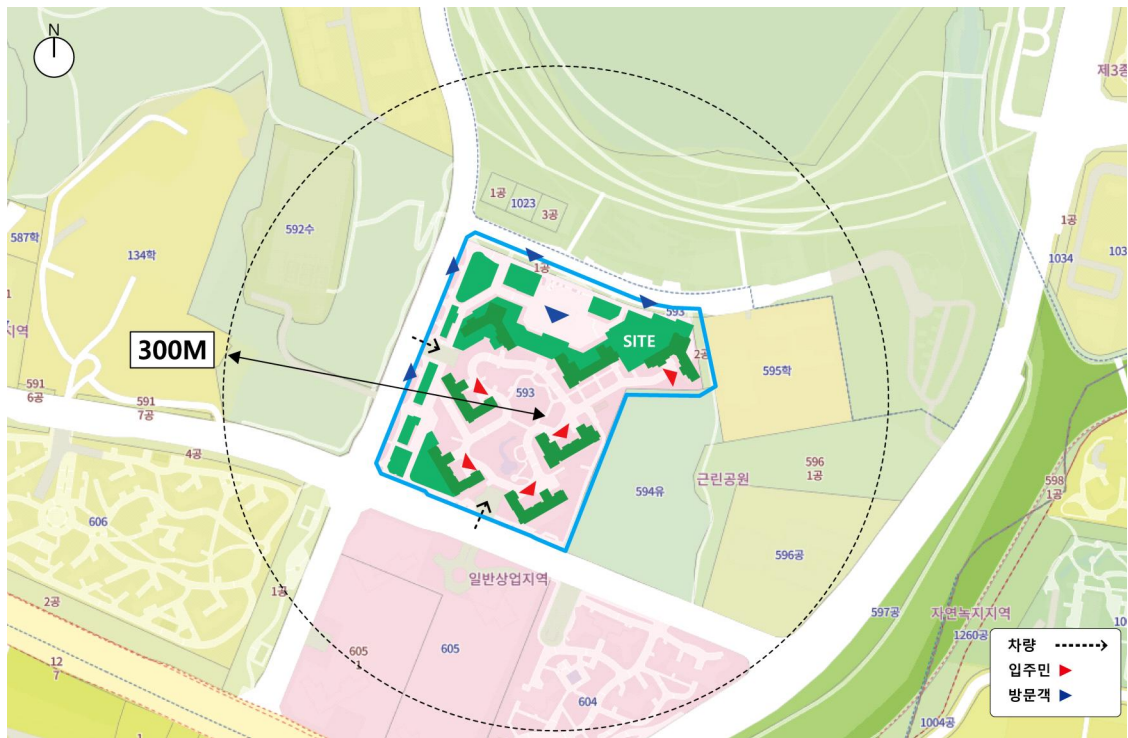 N
제3종
1공
1023
3공
592수
587학
134학
1공
1034
103
1공
593
SITE
2공
지역
300M
593
595학
591
6공
591
7공
4공
근린공원
596
1공
598
1공
594유
606
596공
일반상업지역
1공
2공
597공
자연녹지지역
1260공
605
1
605
12
7
604
1004공
차량
입주민
방문객